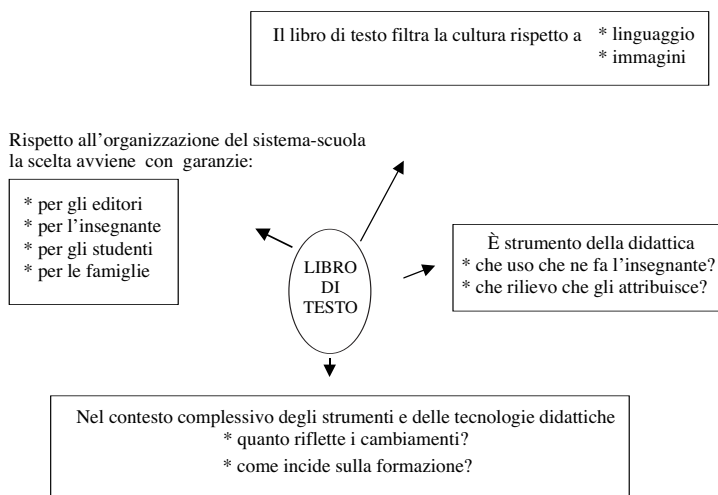 Il libro di testo filtra la cultura rispetto a * linguaggio
* immagini
Rispetto all'organizzazione del sistema-scuola
la scelta avviene con garanzie:
* per gli editori
* per l'insegnante
* per gli studenti
* per le famiglie
LIBRO
DI
TESTO
È strumento della didattica
* che uso che ne fa l'insegnante?
* che rilievo che gli attribuisce?
Nel contesto complessivo degli strumenti e delle tecnologie didattiche
* quanto riflette i cambiamenti?
* come incide sulla formazione?